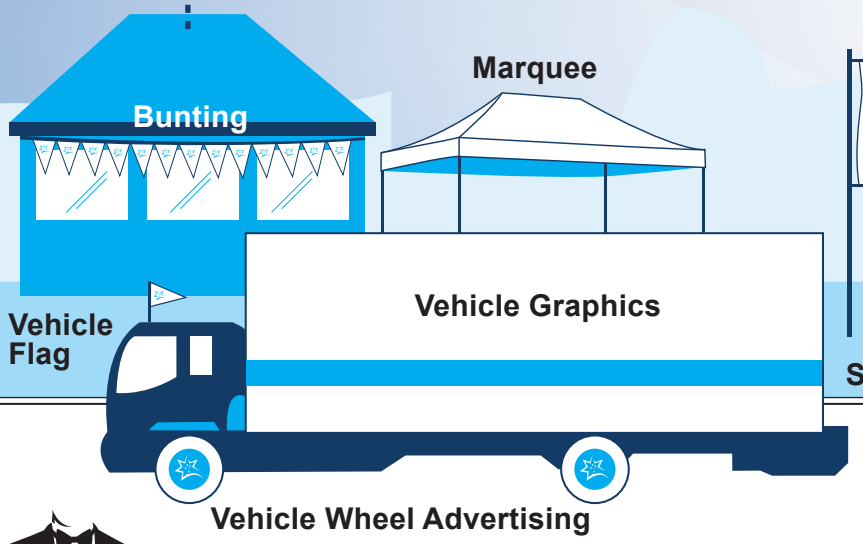 Marquee
Bunting
Vehicle Graphics
Vehicle
Flag
Vehicle Wheel Advertising